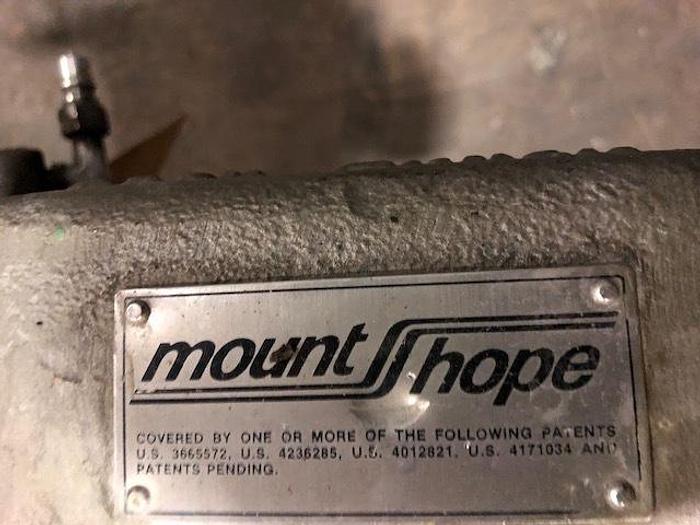 mount hope
COVERED BY ONE OR MORE OF THE FOLLOWING PATENTS
U.S. 3665572, U.S. 4236285, U.S. 4012821, U.S. 4171034 AND
PATENTS PENDING.